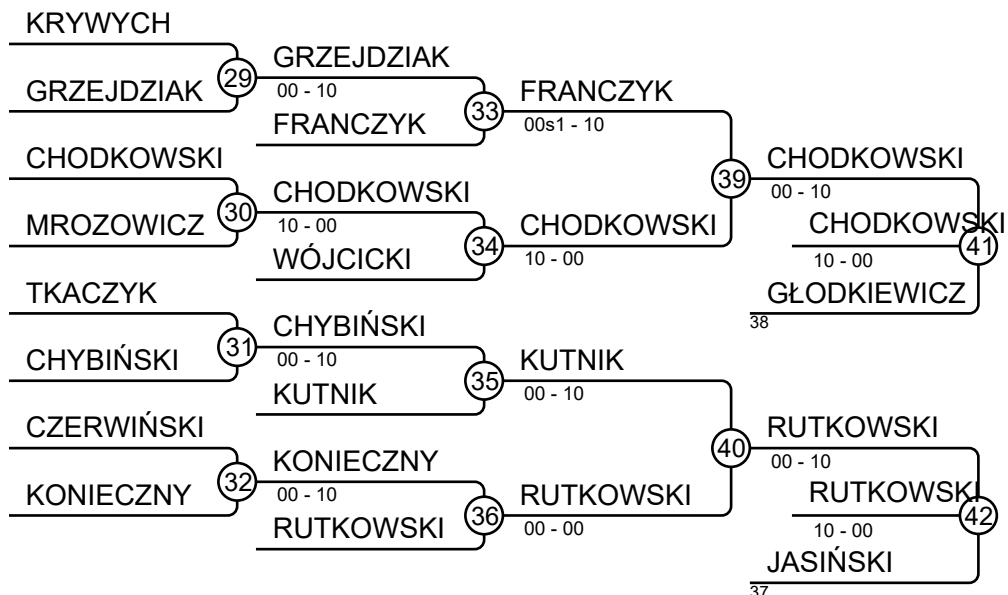 KRYWYCH
29
GRZEJDZIAK
GRZEJDZIAK
00 - 10
33
FRANCZYK
FRANCZYK
00s1 - 10
CHODKOWSKI
30
MROZOWICZ
CHODKOWSKI
10 - 00
34
WÓJCICKI
CHODKOWSKI
10 - 00
39
CHODKOWSKI
00 - 10
CHODKOWSKI
41
10 - 00
GŁODKIEWICZ
38
TKACZYK
31
CHYBIŃSKI
CHYBIŃSKI
00 - 10
35
KUTNIK
KUTNIK
00 - 10
CZERWIŃSKI
32
KONIECZNY
KONIECZNY
00 - 10
36
RUTKOWSKI
RUTKOWSKI
00 - 00
40
RUTKOWSKI
00 - 10
RUTKOWSKI
42
10 - 00
JASIŃSKI
37